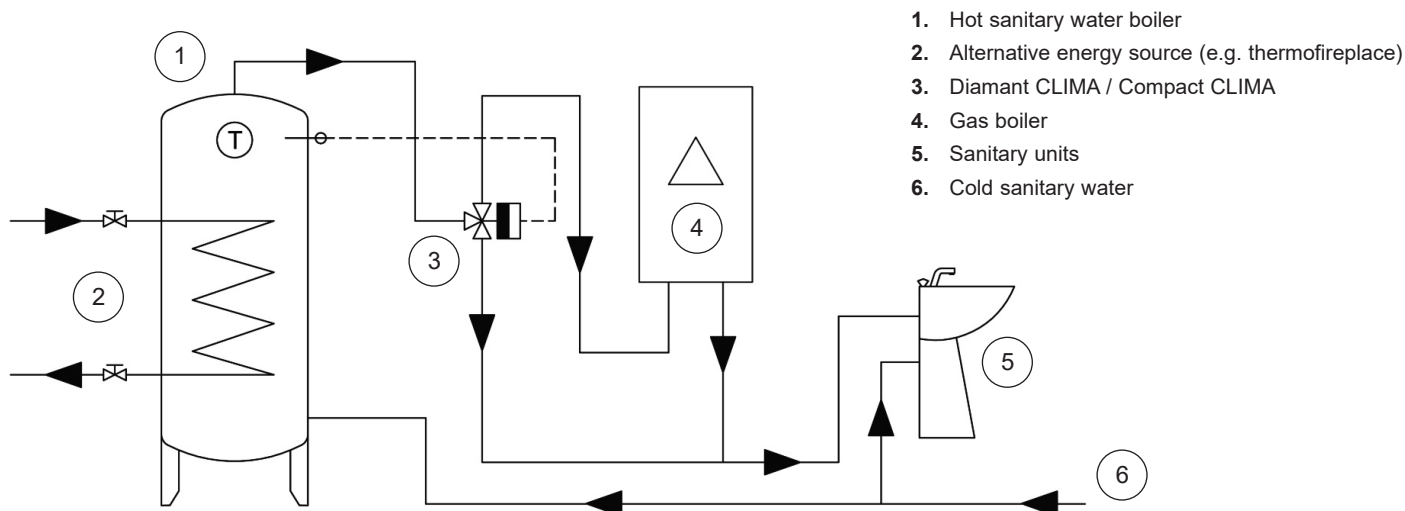 1. Hot sanitary water boiler
2. Alternative energy source (e.g. thermofireplace)
3. Diamant CLIMA / Compact CLIMA
4. Gas boiler
5. Sanitary units
6. Cold sanitary water
1
T
2
3
4
5
6